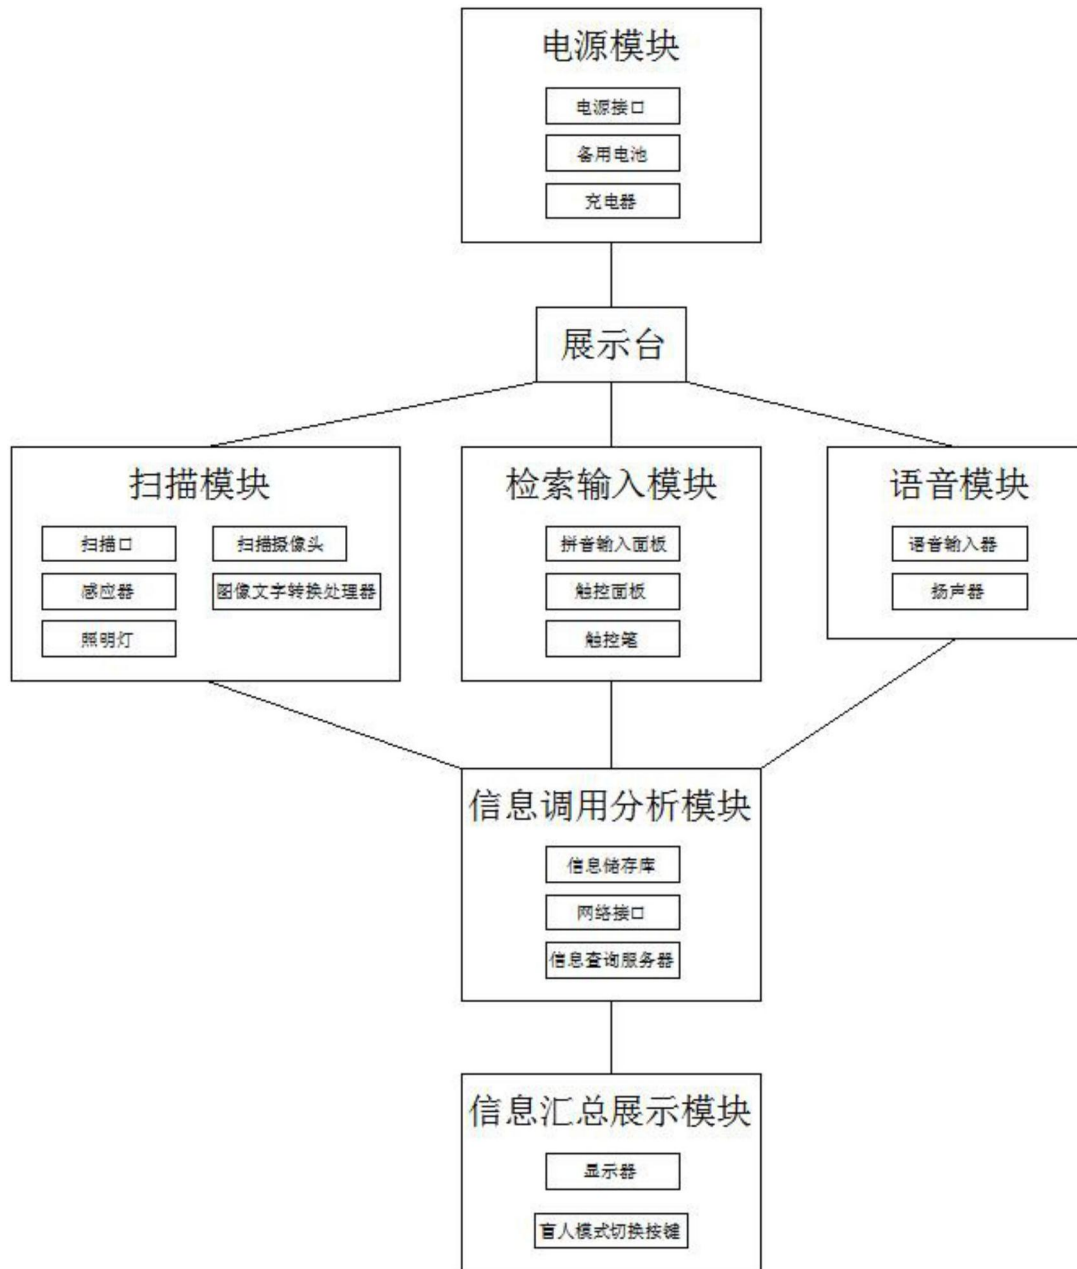 电源模块
电源接口
备用电池
充电器
展示台
扫描模块
扫描口
扫描摄像头
感应器
图像文字转换处理器
照明灯
检索输入模块
拼音输入面板
触控面板
触控笔
语音模块
语音输入器
扬声器
信息调用分析模块
信息储存库
网络接口
信息查询服务器
信息汇总展示模块
显示器
盲人模式切换按键